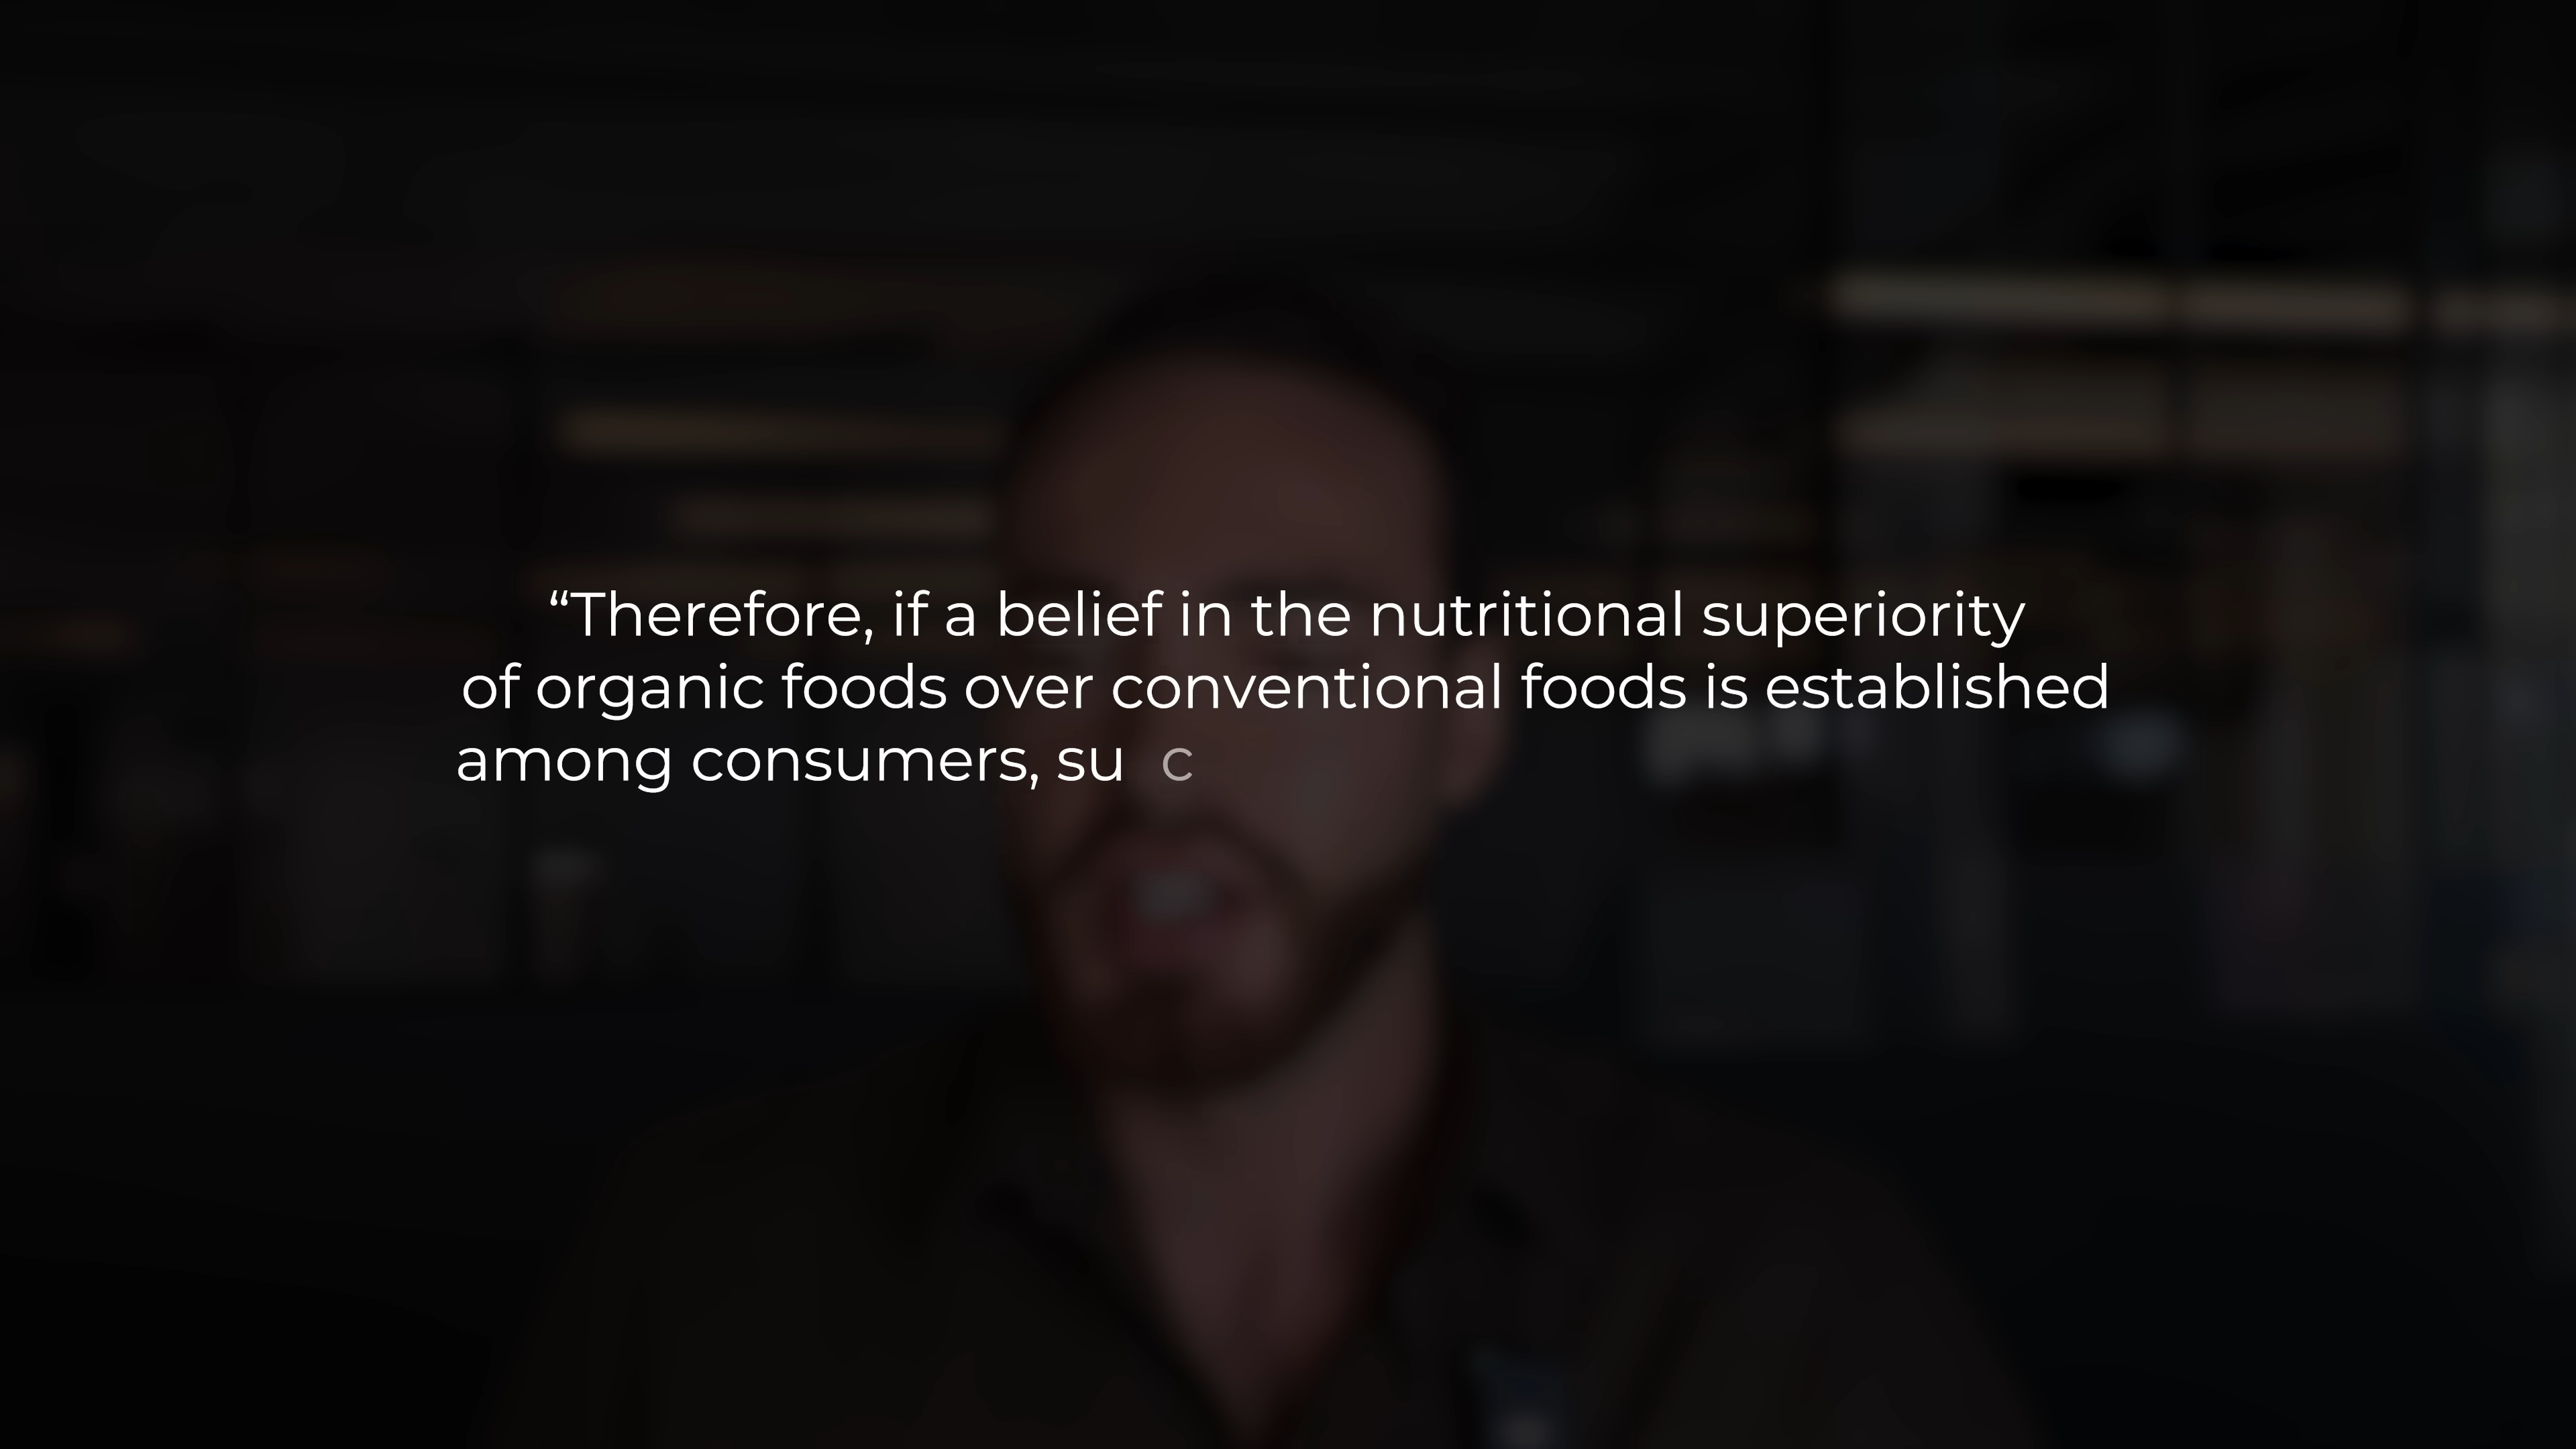 “Therefore, if a belief in the nutritional superiority
of organic foods over conventional foods is established
among consumers, su c